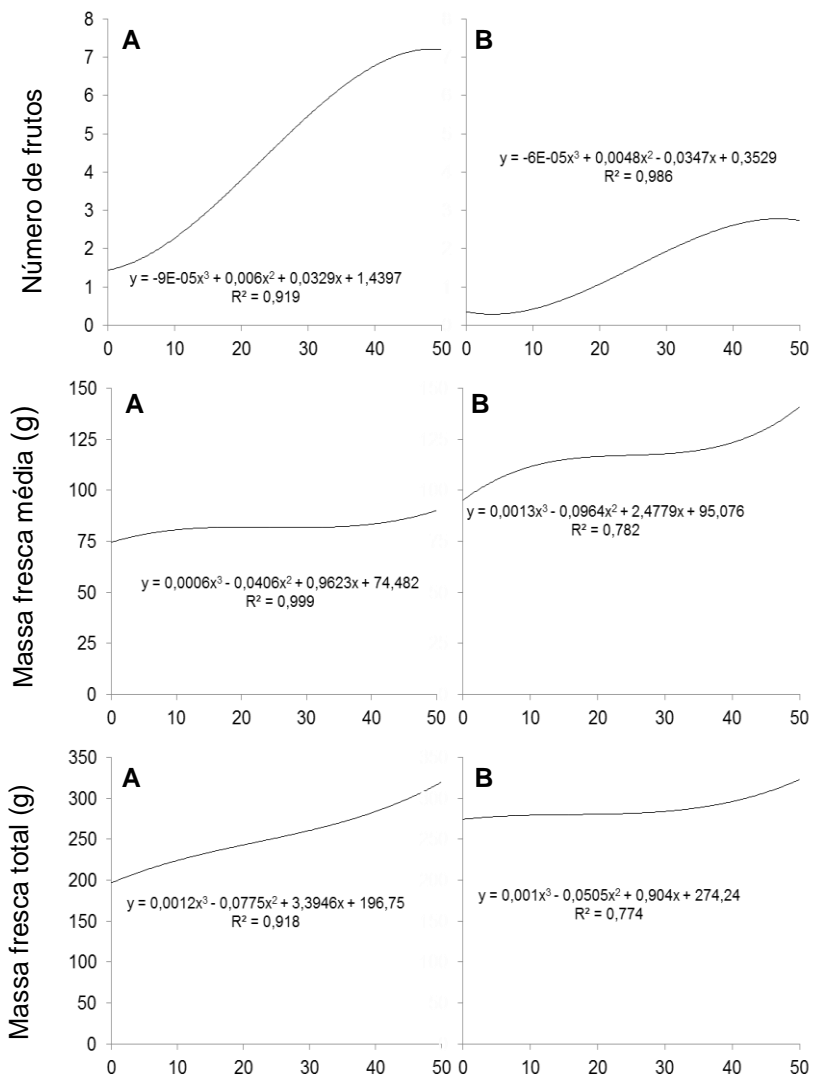 Número de frutos
8
7
6
5
4
3
2
1
0
A
y = -9E-05x³ + 0,006x² + 0,0329x + 1,4397
R² = 0,919
0 10 20 30 40 50
B
y = -6E-05x³ + 0,0048x² - 0,0347x + 0,3529
R² = 0,986
0 10 20 30 40 50
Massa fresca média (g)
150
125
100
75
50
25
0
A
y = 0,0006x³ - 0,0406x² + 0,9623x + 74,482
R² = 0,999
0 10 20 30 40 50
B
y = 0,0013x³ - 0,0964x² + 2,4779x + 95,076
R² = 0,782
0 10 20 30 40 50
Massa fresca total (g)
350
300
250
200
150
100
50
0
A
y = 0,0012x³ - 0,0775x² + 3,3946x + 196,75
R² = 0,918
0 10 20 30 40 50
B
y = 0,001x³ - 0,0505x² + 0,904x + 274,24
R² = 0,774
0 10 20 30 40 50